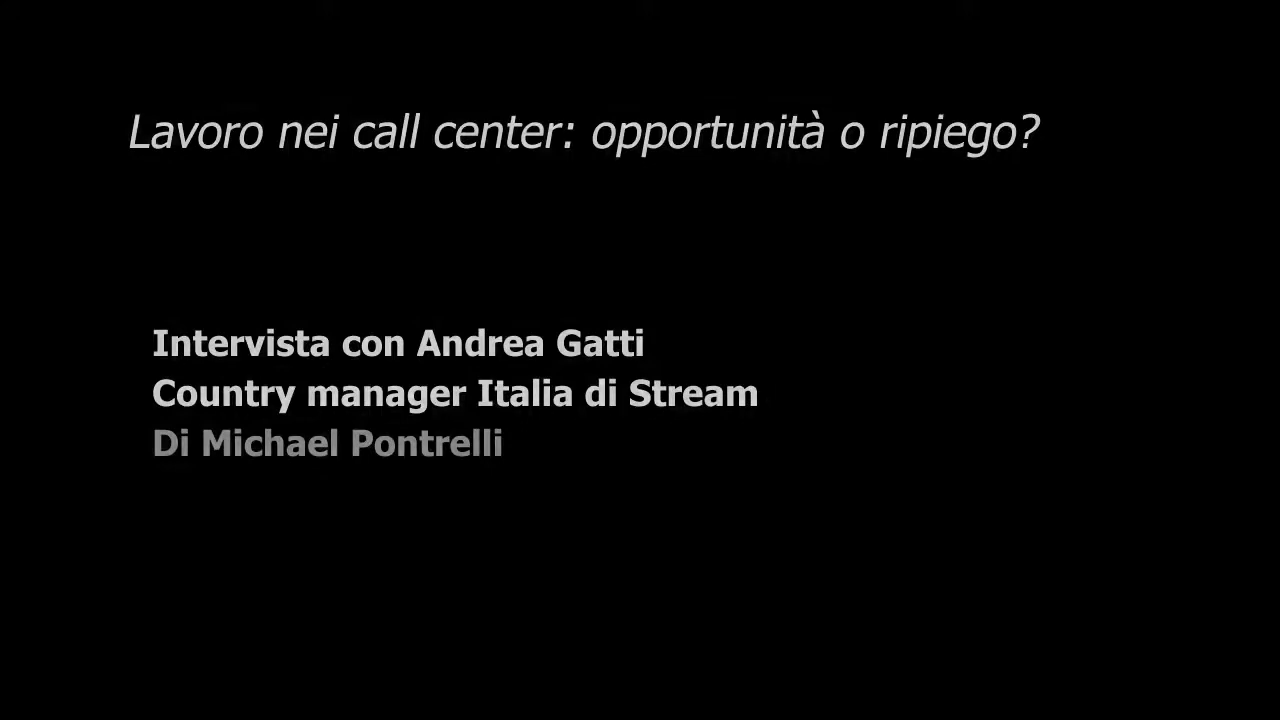 Lavoro nei call center: opportunità o ripiego?
Intervista con Andrea Gatti
Country manager Italia di Stream
Di Michael Pontrelli